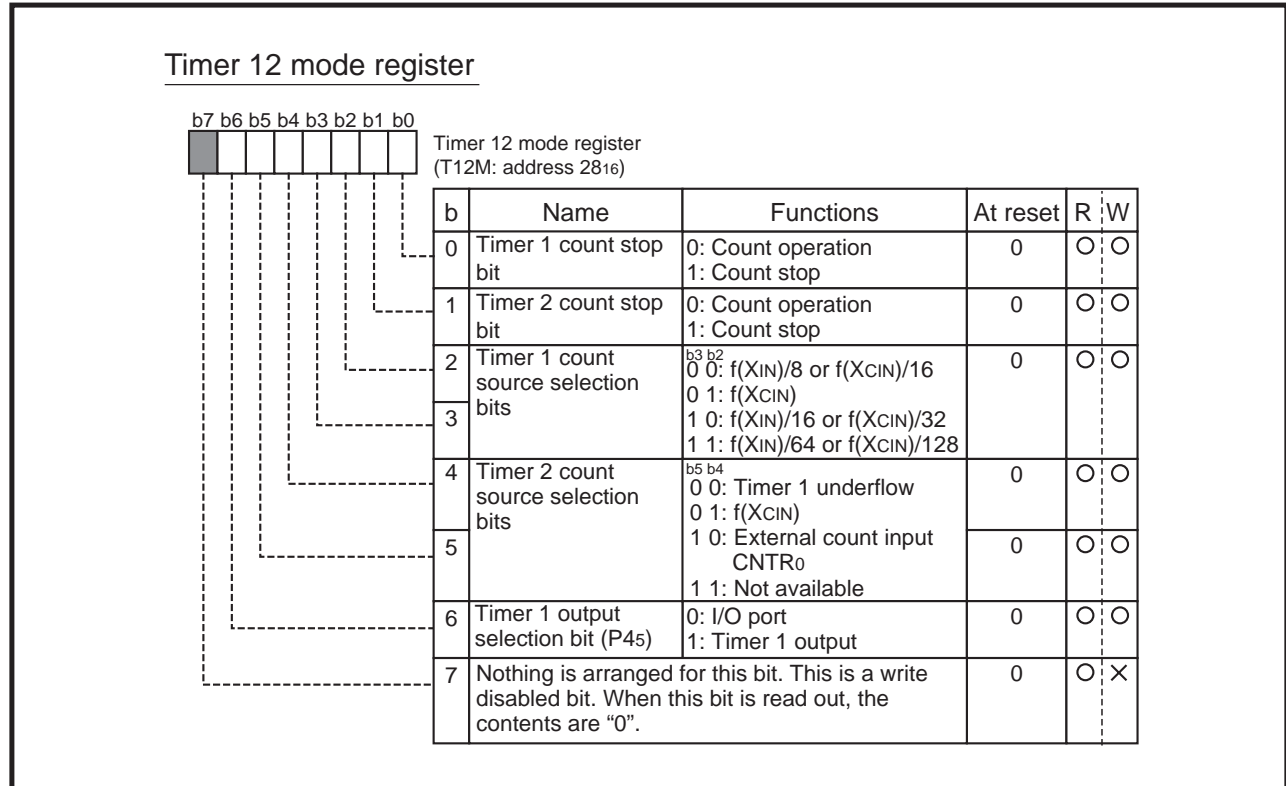 Timer 12 mode register
b7 b6 b5 b4 b3 b2 b1 b0
Timer 12 mode register
(T12M: address 2816)
b Name Functions At reset R W
0 Timer 1 count stop bit 0: Count operation 0 ○ ○
1: Count stop
1 Timer 2 count stop bit 0: Count operation 0 ○ ○
1: Count stop
2 Timer 1 count source selection bits b3 b2 0 ○ ○
0 0: f(XIN)/8 or f(XCIN)/16
0 1: f(XCIN)
3 1 0: f(XIN)/16 or f(XCIN)/32
1 1: f(XIN)/64 or f(XCIN)/128
4 Timer 2 count source selection bits b5 b4 0 ○ ○
0 0: Timer 1 underflow
0 1: f(XCIN)
5 1 0: External count input 0 ○ ○
CNTR0
1 1: Not available
6 Timer 1 output selection bit (P45) 0: I/O port 0 ○ ○
1: Timer 1 output
7 Nothing is arranged for this bit. This is a write 0 ○ ×
disabled bit. When this bit is read out, the
contents are “0”.